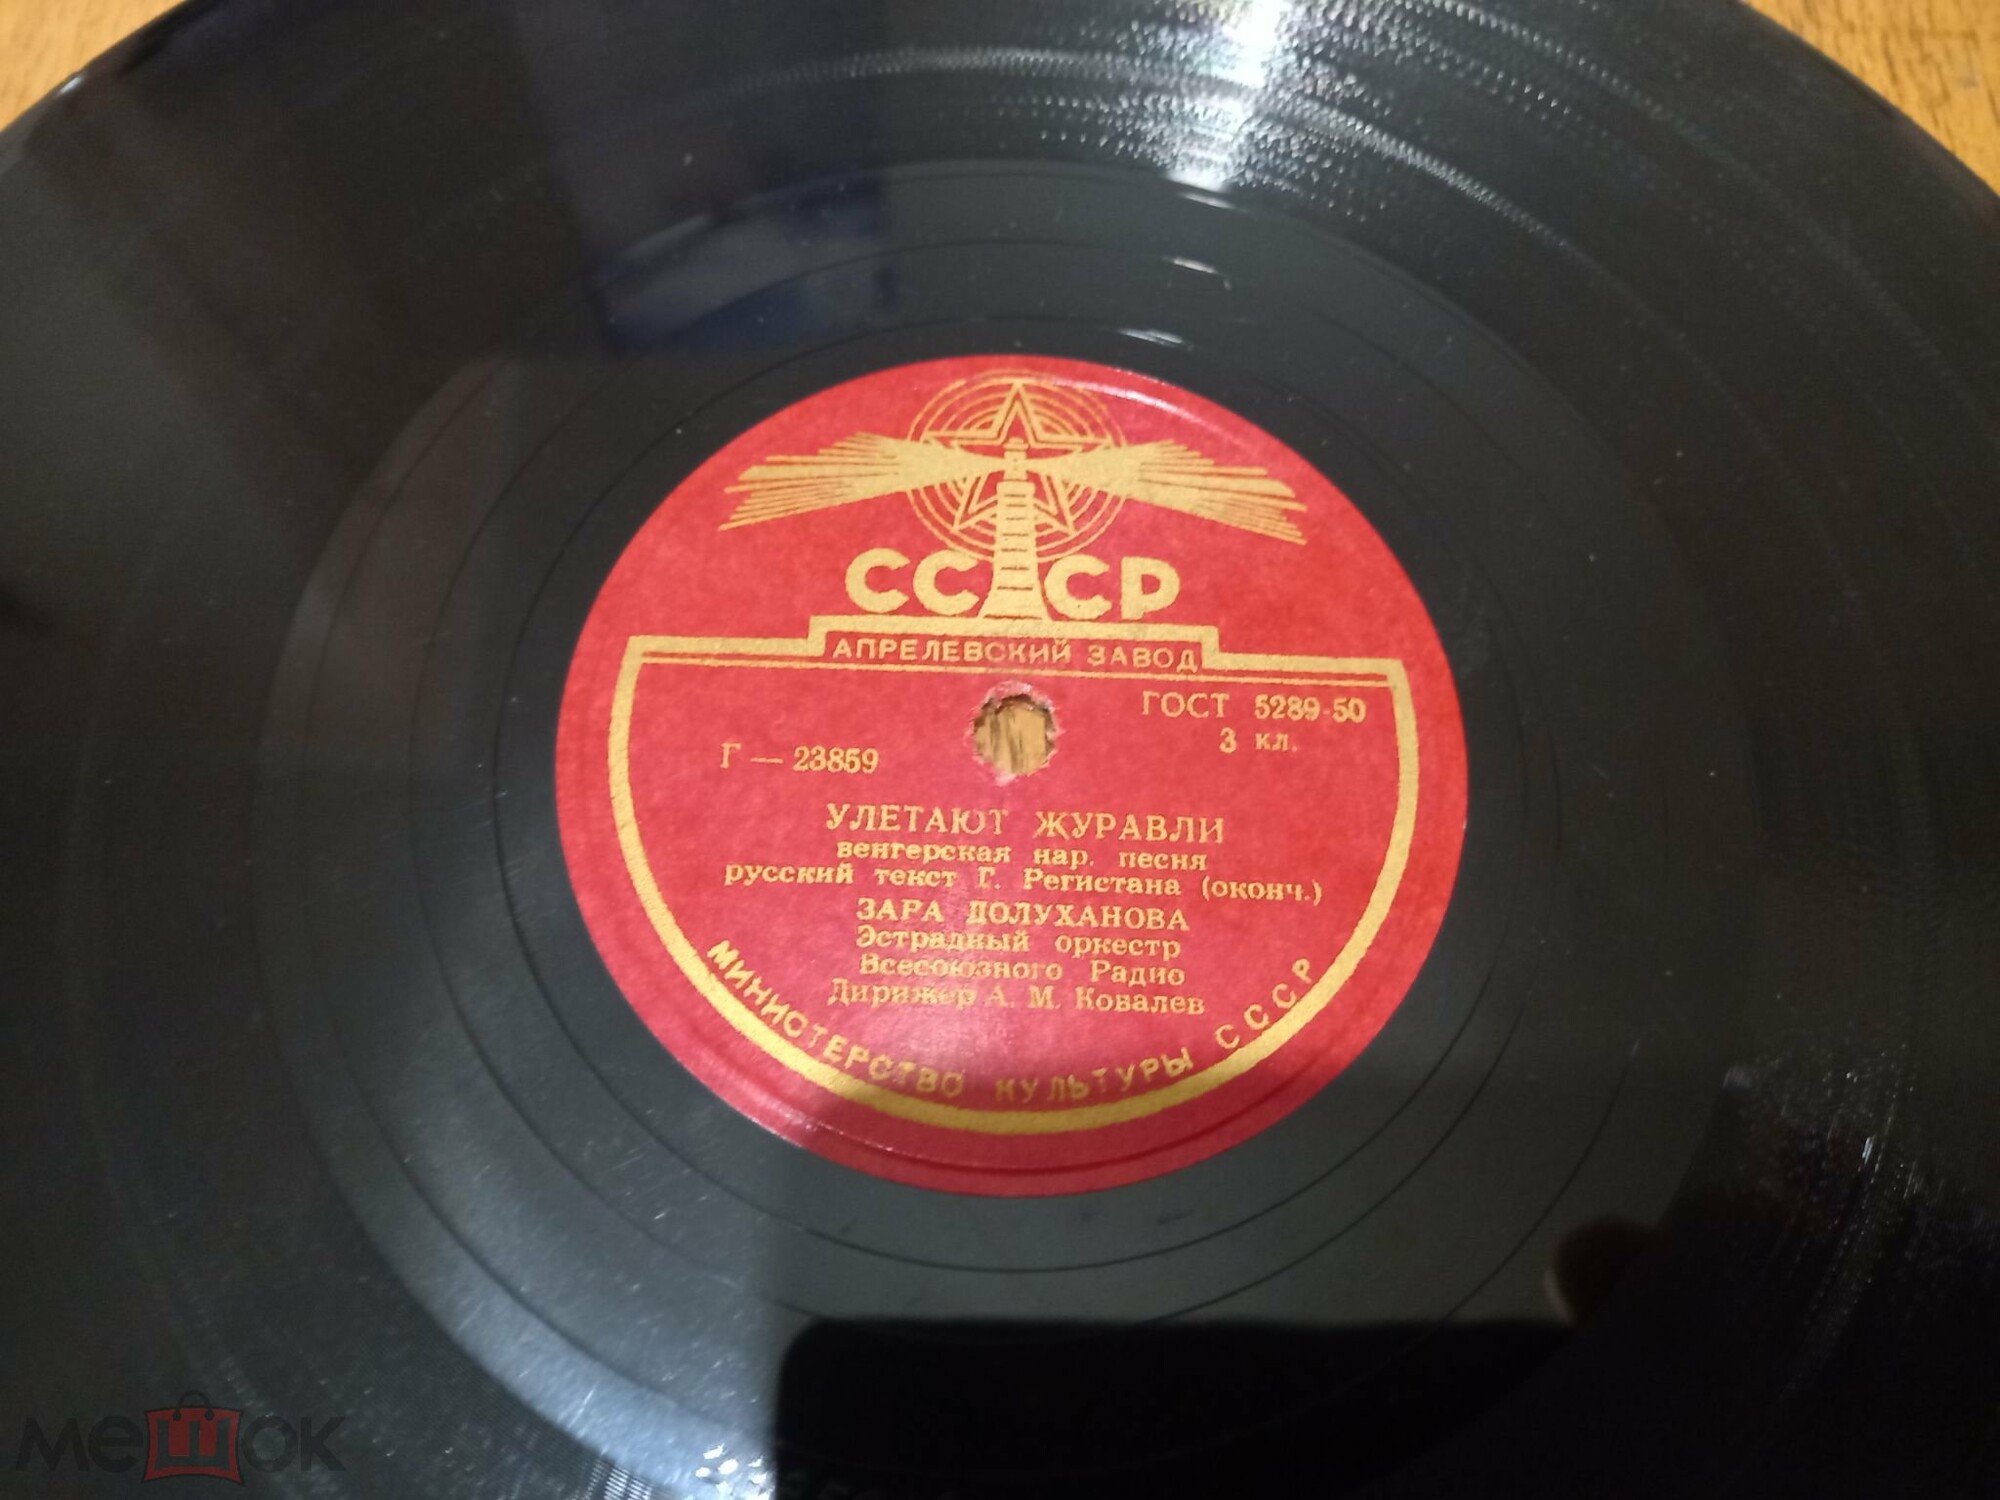 СССР
АПРЕЛЕВСКИЙ ЗАВОД
ГОСТ 5289-50
3 кл.
Г — 23859
УЛЕТАЮТ ЖУРАВЛИ
венгерская нар. песня
русский текст Г. Регистана (оконч.)
ЗАРА ДОЛУХАНОВА
Эстрадный оркестр
Всесоюзного Радио
Дирижер А. М. Ковалев
МИНИСТЕРСТВО КУЛЬТУРЫ СССР
мешок